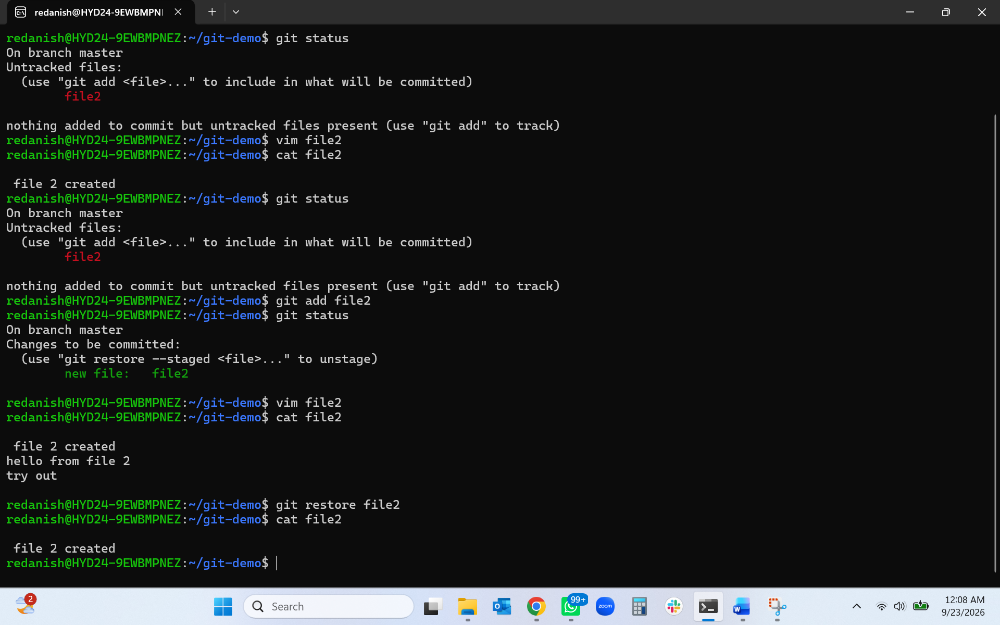 redanish@HYD24-9EWBMPNI
redanish@HYD24-9EWBMPNEZ:~/git-demo$ git status
On branch master
Untracked files:
  (use "git add <file>..." to include in what will be committed)
        file2

nothing added to commit but untracked files present (use "git add" to track)
redanish@HYD24-9EWBMPNEZ:~/git-demo$ vim file2
redanish@HYD24-9EWBMPNEZ:~/git-demo$ cat file2

 file 2 created
redanish@HYD24-9EWBMPNEZ:~/git-demo$ git status
On branch master
Untracked files:
  (use "git add <file>..." to include in what will be committed)
        file2

nothing added to commit but untracked files present (use "git add" to track)
redanish@HYD24-9EWBMPNEZ:~/git-demo$ git add file2
redanish@HYD24-9EWBMPNEZ:~/git-demo$ git status
On branch master
Changes to be committed:
  (use "git restore --staged <file>..." to unstage)
        new file:   file2

redanish@HYD24-9EWBMPNEZ:~/git-demo$ vim file2
redanish@HYD24-9EWBMPNEZ:~/git-demo$ cat file2

 file 2 created
hello from file 2
try out

redanish@HYD24-9EWBMPNEZ:~/git-demo$ git restore file2
redanish@HYD24-9EWBMPNEZ:~/git-demo$ cat file2

 file 2 created
redanish@HYD24-9EWBMPNEZ:~/git-demo$
2
Search
99+
zoom
12:08 AM
9/23/2026